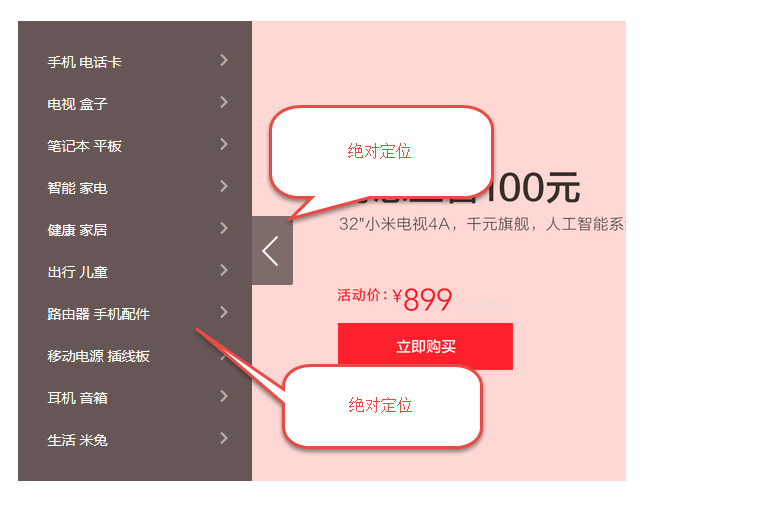 手机 电话卡
电视 盒子
笔记本 平板
智能 家电
健康 家居
出行 儿童
路由器 手机配件
移动电源 插线板
耳机 音箱
生活 米兔
绝对定位
100元
32"小米电视4A，千元旗舰，人工智能系
活动价：¥899
立即购买
绝对定位